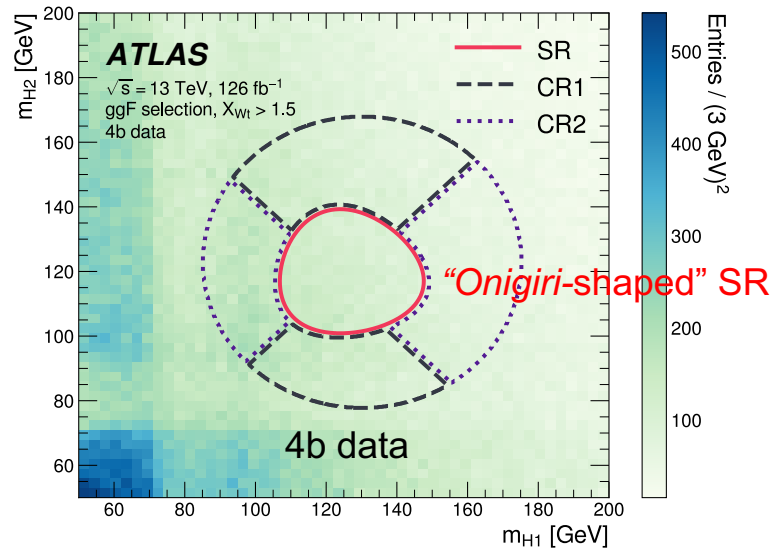 ATLAS
√s = 13 TeV, 126 fb⁻¹
ggF selection, X_Wt > 1.5
4b data
SR
CR1
CR2
"Onigiri-shaped" SR
4b data
m_H2 [GeV]
200
180
160
140
120
100
80
60
60 80 100 120 140 160 180 200
m_H1 [GeV]
500
400
300
200
100
Entries / (3 GeV)²